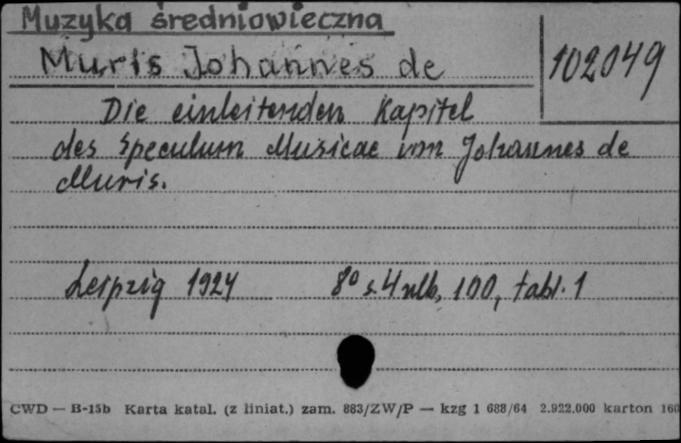 Muzyka średniowieczna
Muris Johannes de
102049
Die einleitenden Kapitel
des Speculum Musicae von Johannes de
Muris.
Leipzig 1924 8° s. 4 nlb, 100, tabl. 1
CWD — B-15b Karta katal. (z liniat.) zam. 883/ZW/P — kzg 1 688/64 2.922.000 karton 160